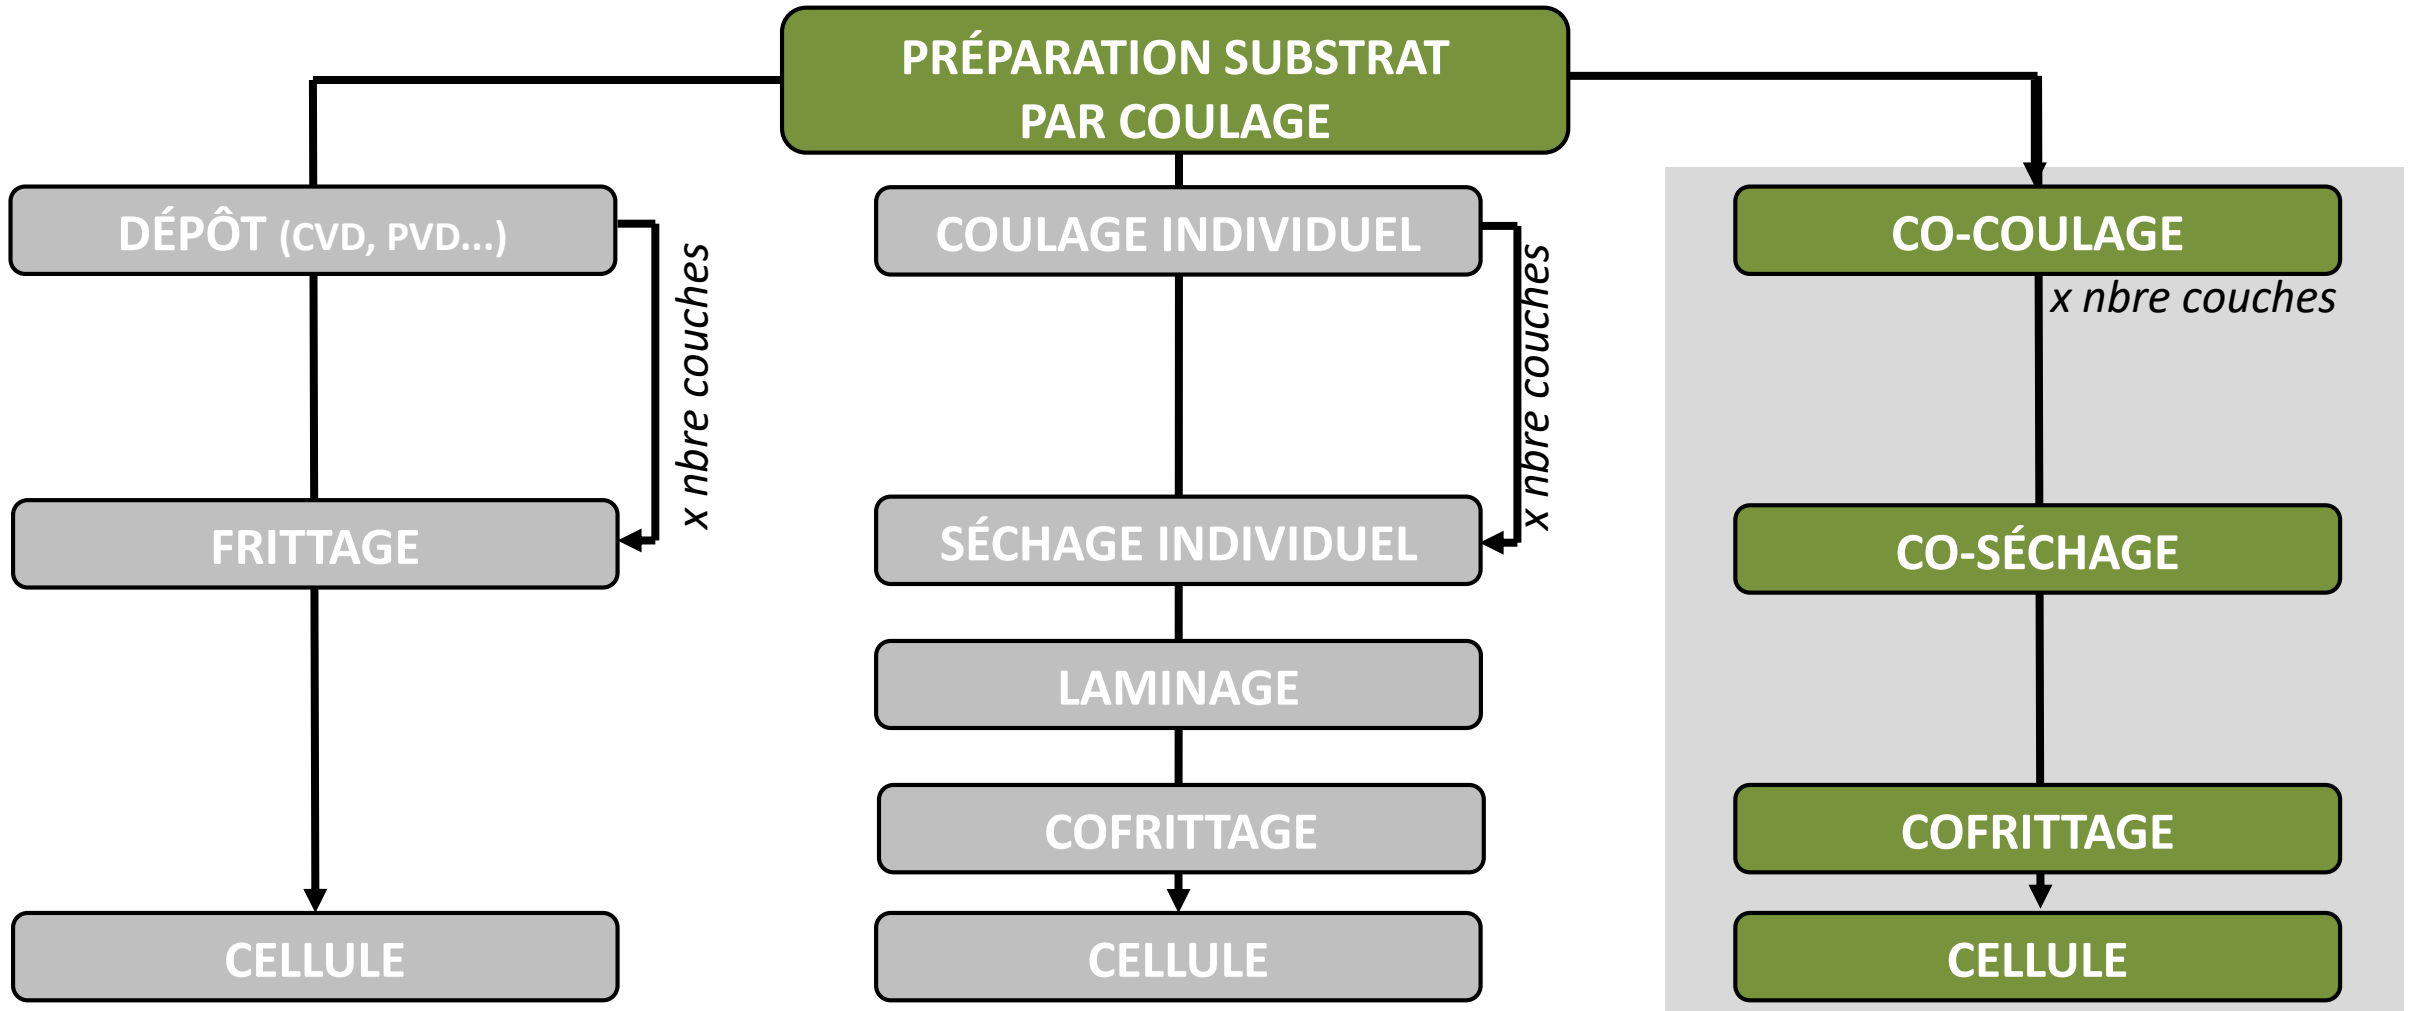 PRÉPARATION SUBSTRAT
PAR COULAGE
DÉPÔT (CVD, PVD...)
x nbre couches
FRITTAGE
CELLULE
COULAGE INDIVIDUEL
x nbre couches
SÉCHAGE INDIVIDUEL
LAMINAGE
COFRITTAGE
CELLULE
CO-COULAGE
x nbre couches
CO-SÉCHAGE
COFRITTAGE
CELLULE